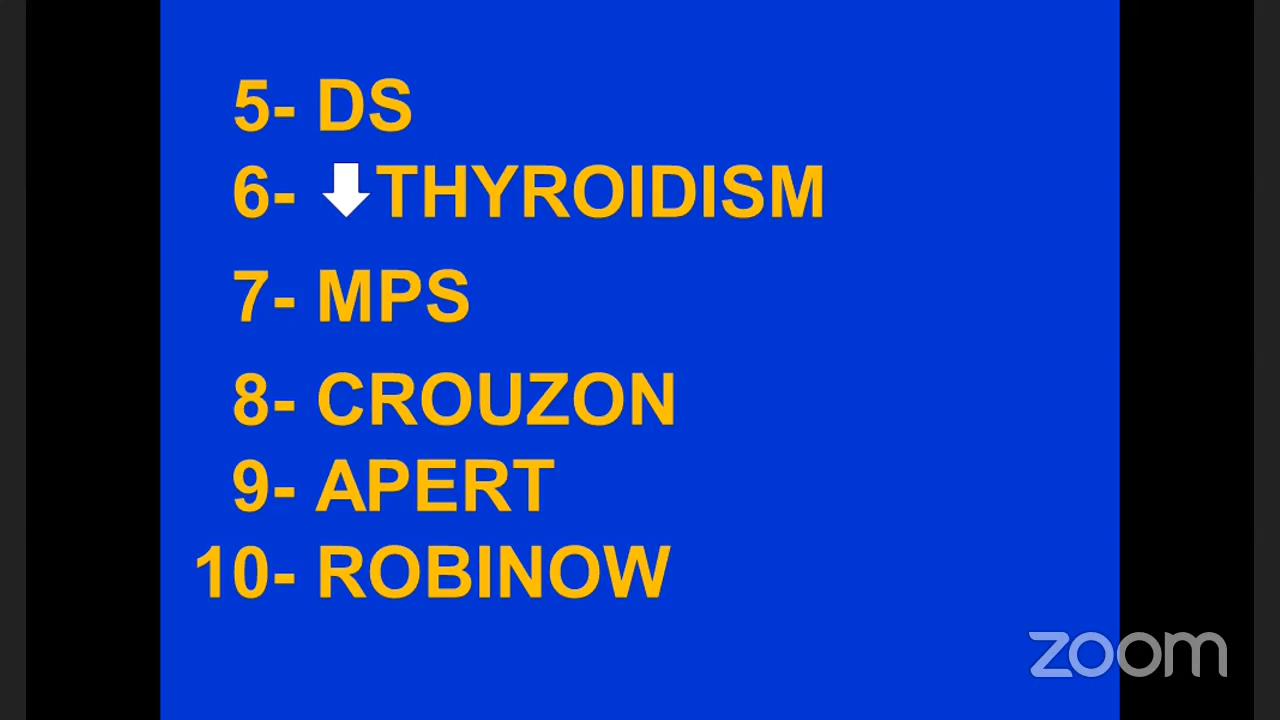 5- DS
6- ⬇THYROIDISM
7- MPS
8- CROUZON
9- APERT
10- ROBINOW
zoom